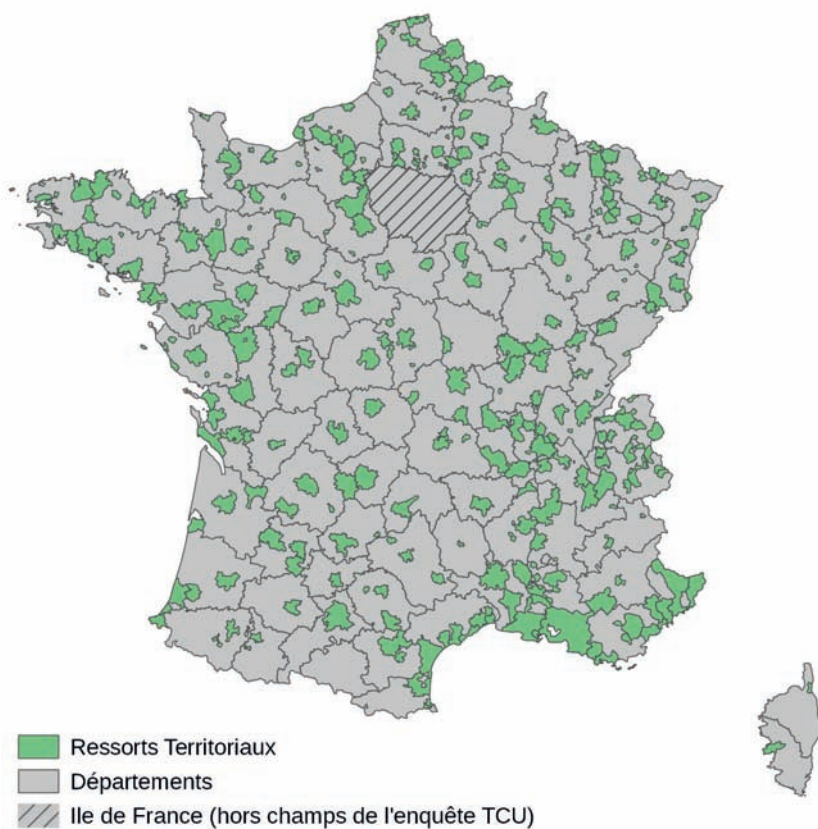 Ressorts Territoriaux
Départements
Ile de France (hors champs de l'enquête TCU)